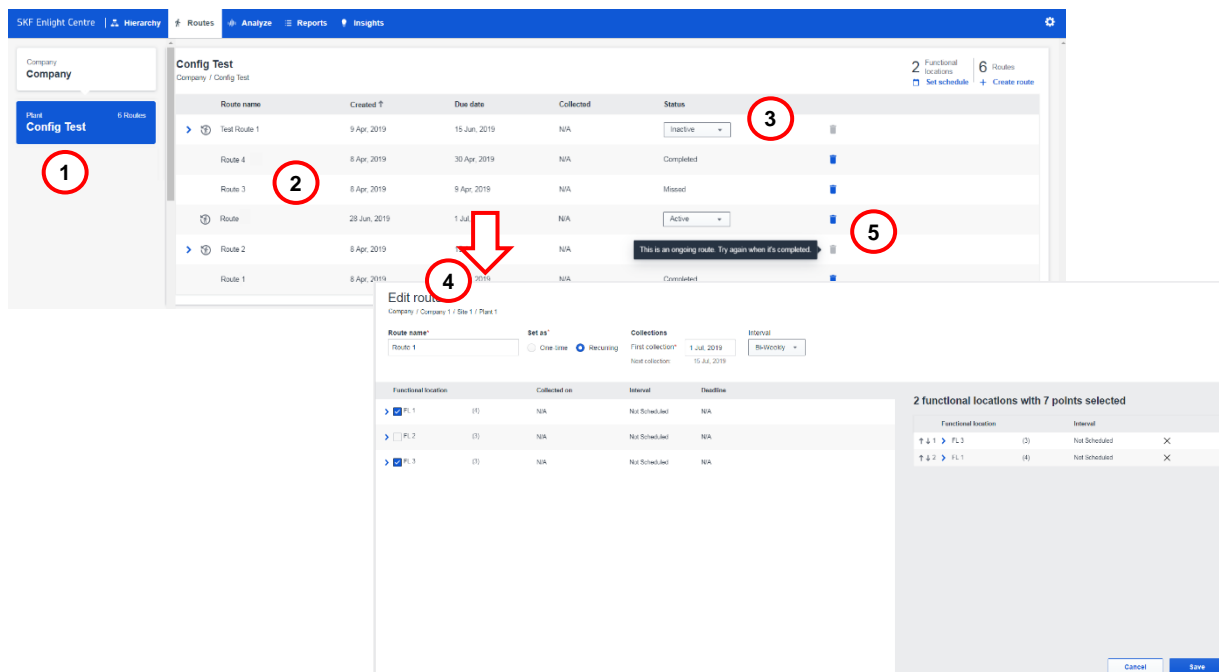 SKF Enlight Centre | Hierarchy Routes Analyze Reports Insights
Company
Company
Plant 6 Routes
Config Test
1
Config Test
Company / Config Test
2 Functional locations 6 Routes
Set schedule + Create route
Route name Created ↑ Due date Collected Status
Test Route 1 9 Apr, 2019 15 Jun, 2019 N/A Inactive
3
Route 4 8 Apr, 2019 30 Apr, 2019 N/A Completed
2
Route 3 8 Apr, 2019 9 Apr, 2019 N/A Missed
Route 28 Jun, 2019 1 Jul, N/A Active
5
Route 2 8 Apr, 2019 N/A This is an ongoing route. Try again when it's completed.
Route 1 8 Apr, 2019 2019 N/A Completed
4
Edit route
Company / Company 1 / Site 1 / Plant 1
Route name* Set as* Collections Interval
Route 1 One-time Recurring First collection* 1 Jul, 2019 Bi-Weekly
Next collection: 15 Jul, 2019
Functional location Collected on Interval Deadline
FL 1 (4) N/A Not Scheduled N/A
FL 2 (3) N/A Not Scheduled N/A
FL 3 (3) N/A Not Scheduled N/A
2 functional locations with 7 points selected
Functional location Interval
↑ ↓ 1 FL 3 (3) Not Scheduled X
↑ ↓ 2 FL 1 (4) Not Scheduled X
Cancel Save